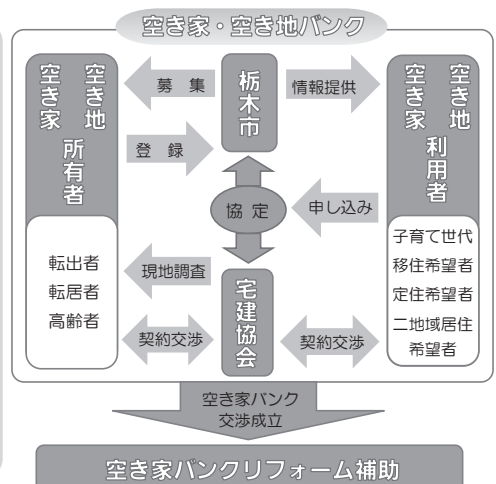 空き家・空き地バンク
空き家 空き地 所有者
募 集
栃木市
情報提供
空き家 空き地 利用者
登 録
協 定
申し込み
転出者
転居者
高齢者
現地調査
宅建協会
子育て世代
移住希望者
定住希望者
二地域居住
希望者
契約交渉
契約交渉
空き家バンク
交渉成立
空き家バンクリフォーム補助